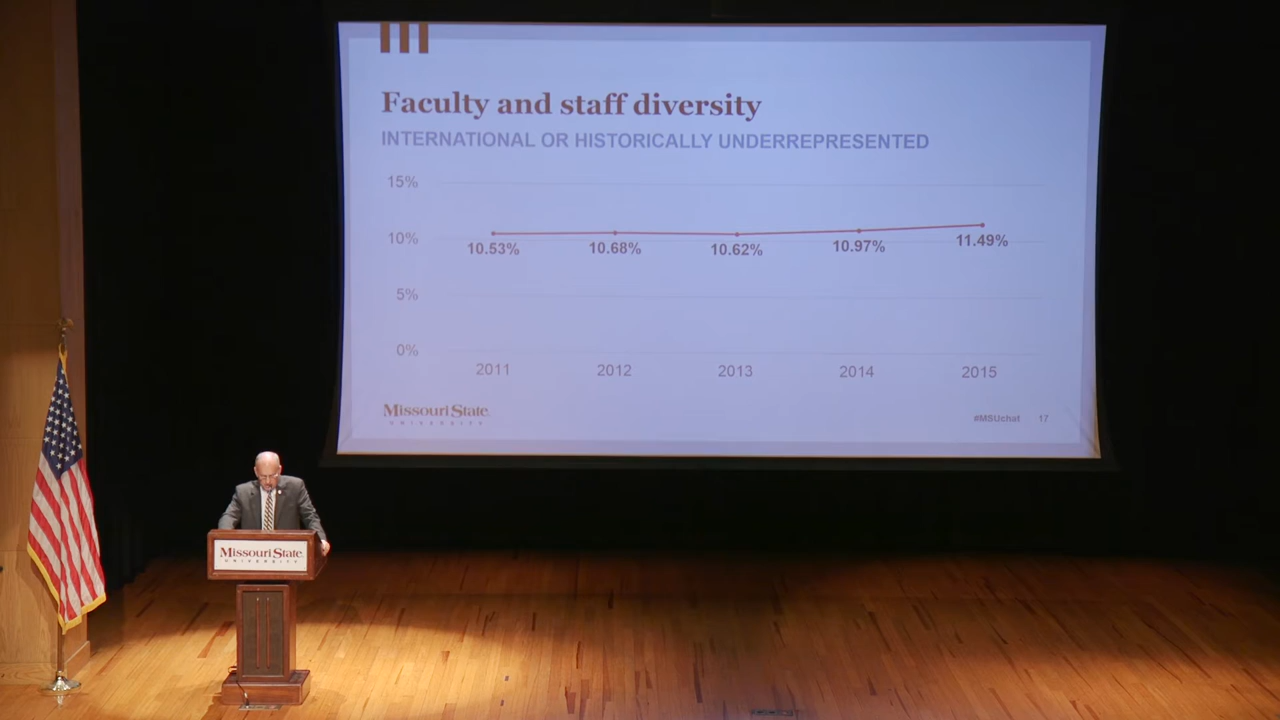 Faculty and staff diversity
INTERNATIONAL OR HISTORICALLY UNDERREPRESENTED
15%
10%
5%
0%
10.53%
10.68%
10.62%
10.97%
11.49%
2011
2012
2013
2014
2015
Missouri State
UNIVERSITY
#MSUchat 17
Missouri State
UNIVERSITY